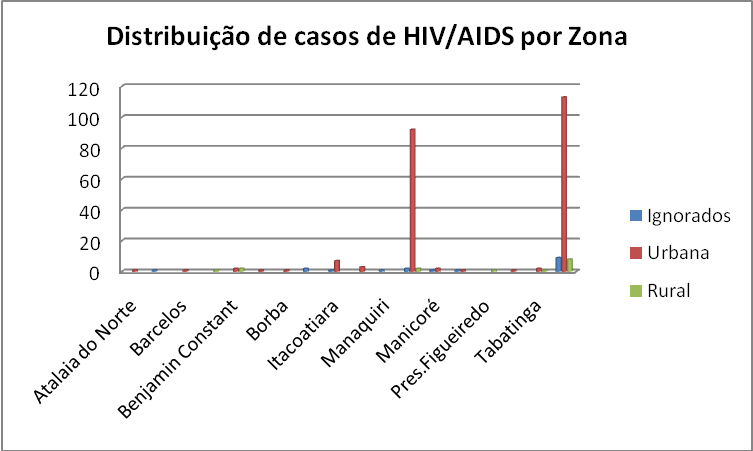 Distribuição de casos de HIV/AIDS por Zona
120
100
80
60
40
20
0
Atalaia do Norte
Barcelos
Benjamin Constant
Borba
Itacoatiara
Manaquiri
Manicoré
Pres.Figueiredo
Tabatinga
Ignorados
Urbana
Rural